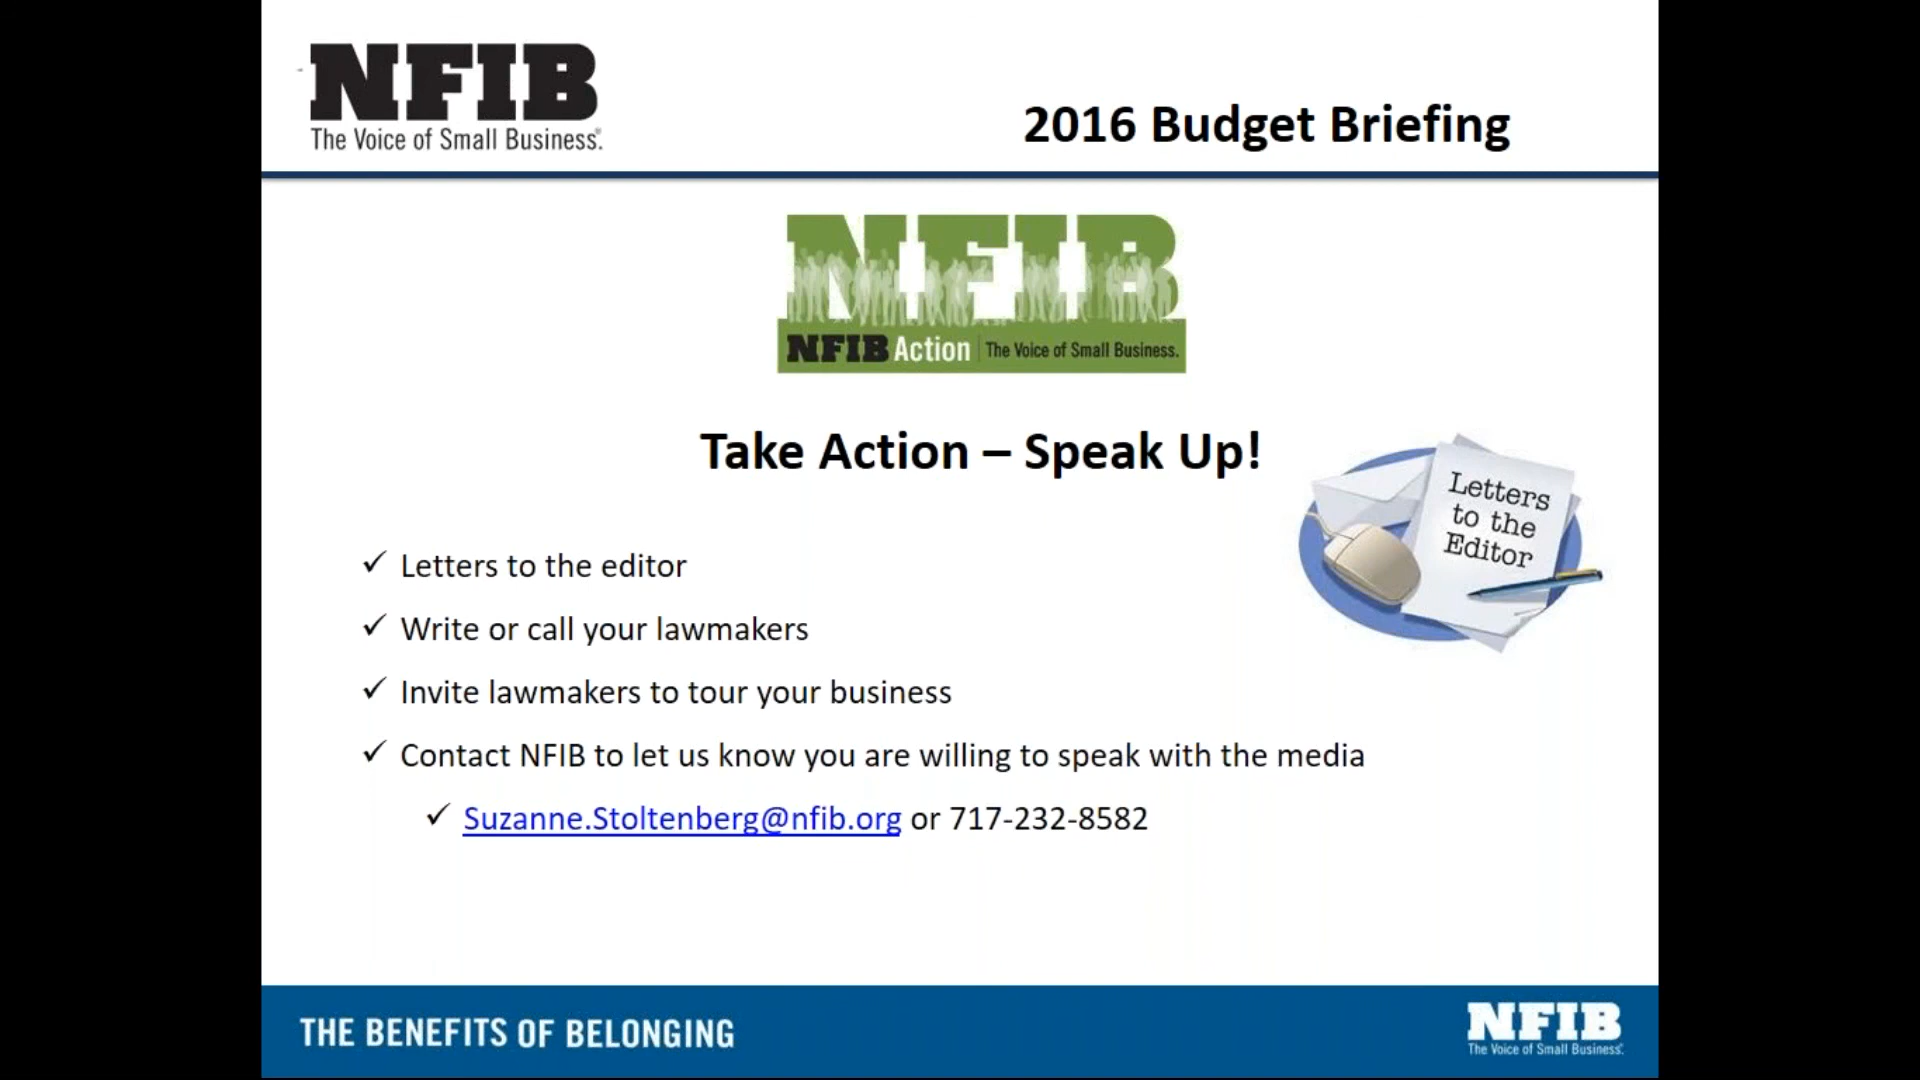 NFIB
The Voice of Small Business.®
2016 Budget Briefing
NFIB
NFIB Action | The Voice of Small Business.
Take Action – Speak Up!
Letters
to the
Editor
✓ Letters to the editor
✓ Write or call your lawmakers
✓ Invite lawmakers to tour your business
✓ Contact NFIB to let us know you are willing to speak with the media
✓ Suzanne.Stoltenberg@nfib.org or 717-232-8582
THE BENEFITS OF BELONGING
NFIB
The Voice of Small Business.®